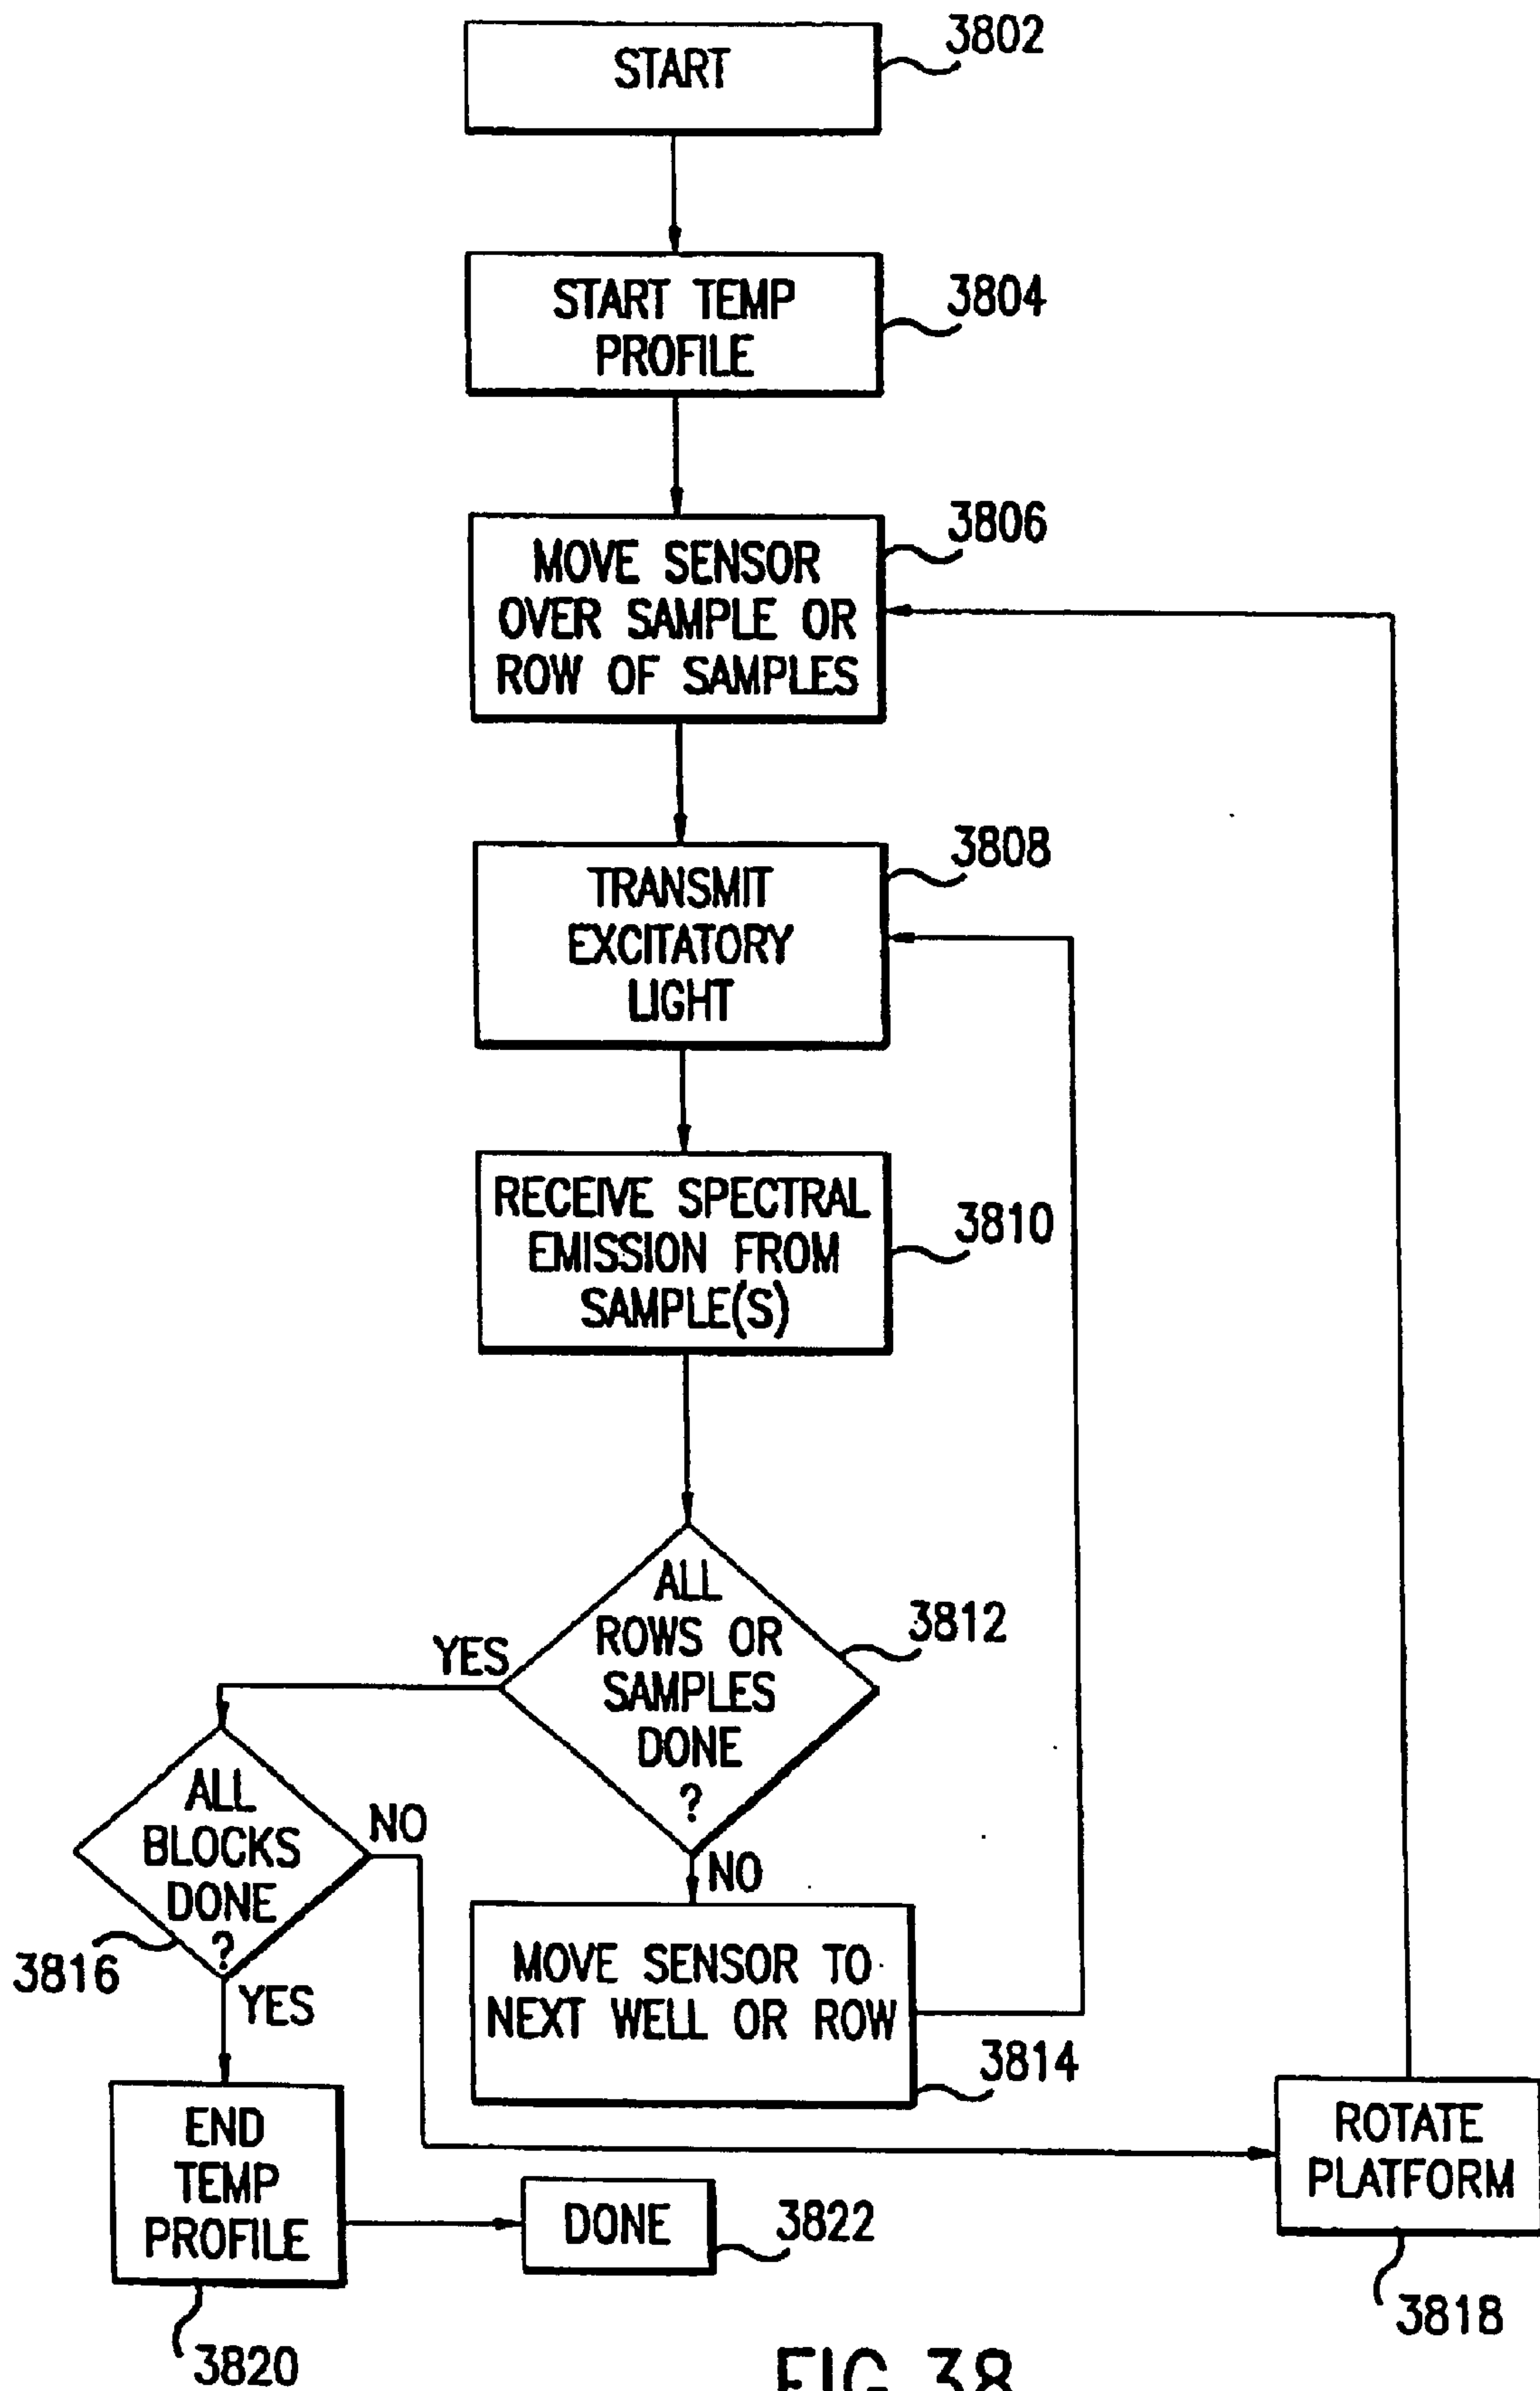 START
3802
START TEMP
PROFILE
3804
MOVE SENSOR
OVER SAMPLE OR
ROW OF SAMPLES
3806
TRANSMIT
EXCITATORY
LIGHT
3808
RECEIVE SPECTRAL
EMISSION FROM
SAMPLE(S)
3810
ALL
ROWS OR
SAMPLES
DONE
?
3812
YES
NO
ALL
BLOCKS
DONE
?
3816
NO
YES
MOVE SENSOR TO
NEXT WELL OR ROW
3814
END
TEMP
PROFILE
3820
DONE
3822
ROTATE
PLATFORM
3818
FIG.38